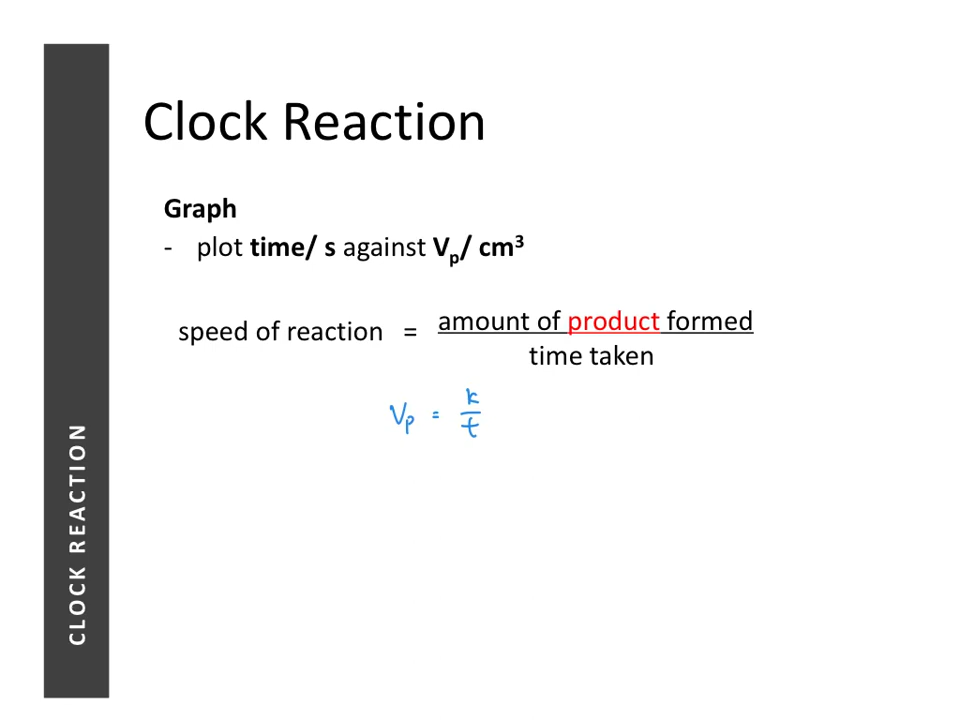 CLOCK REACTION
Clock Reaction
Graph
- plot time/ s against Vₚ/ cm³
speed of reaction = amount of product formed
time taken
Vₚ = k
t